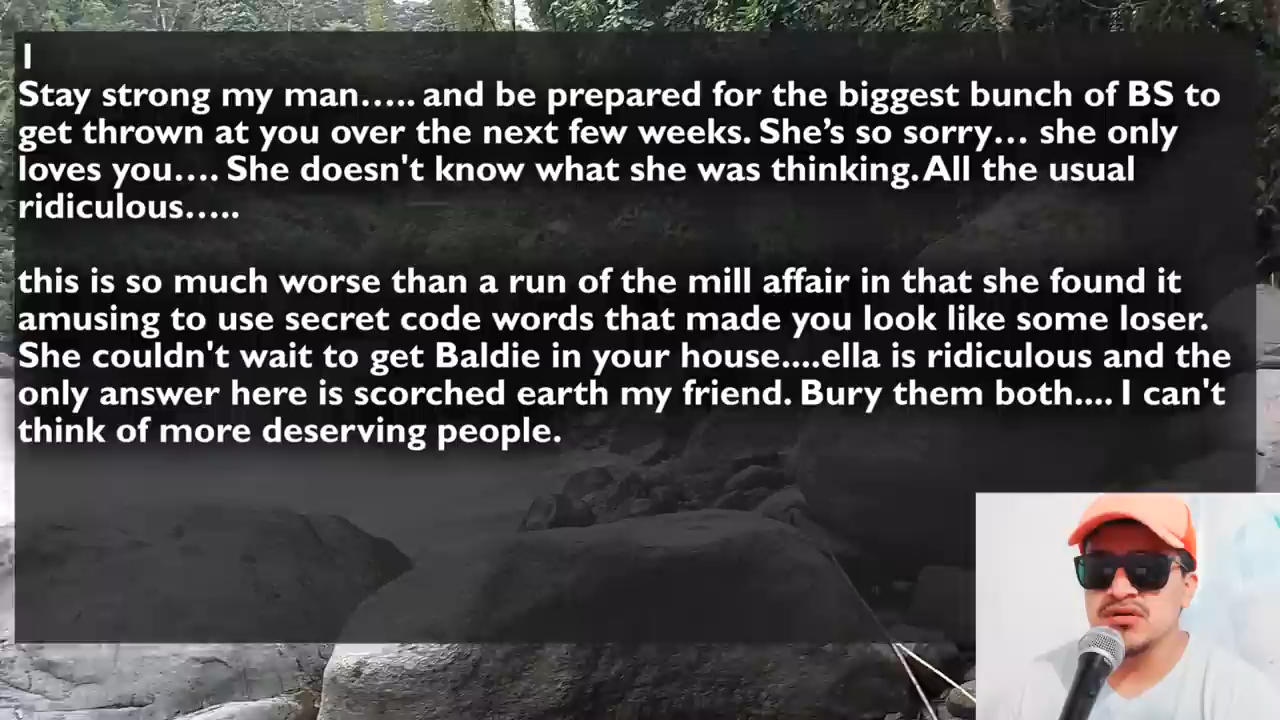 I
Stay strong my man….. and be prepared for the biggest bunch of BS to
get thrown at you over the next few weeks. She’s so sorry… she only
loves you…. She doesn't know what she was thinking. All the usual
ridiculous…..
this is so much worse than a run of the mill affair in that she found it
amusing to use secret code words that made you look like some loser.
She couldn't wait to get Baldie in your house....ella is ridiculous and the
only answer here is scorched earth my friend. Bury them both.... I can't
think of more deserving people.